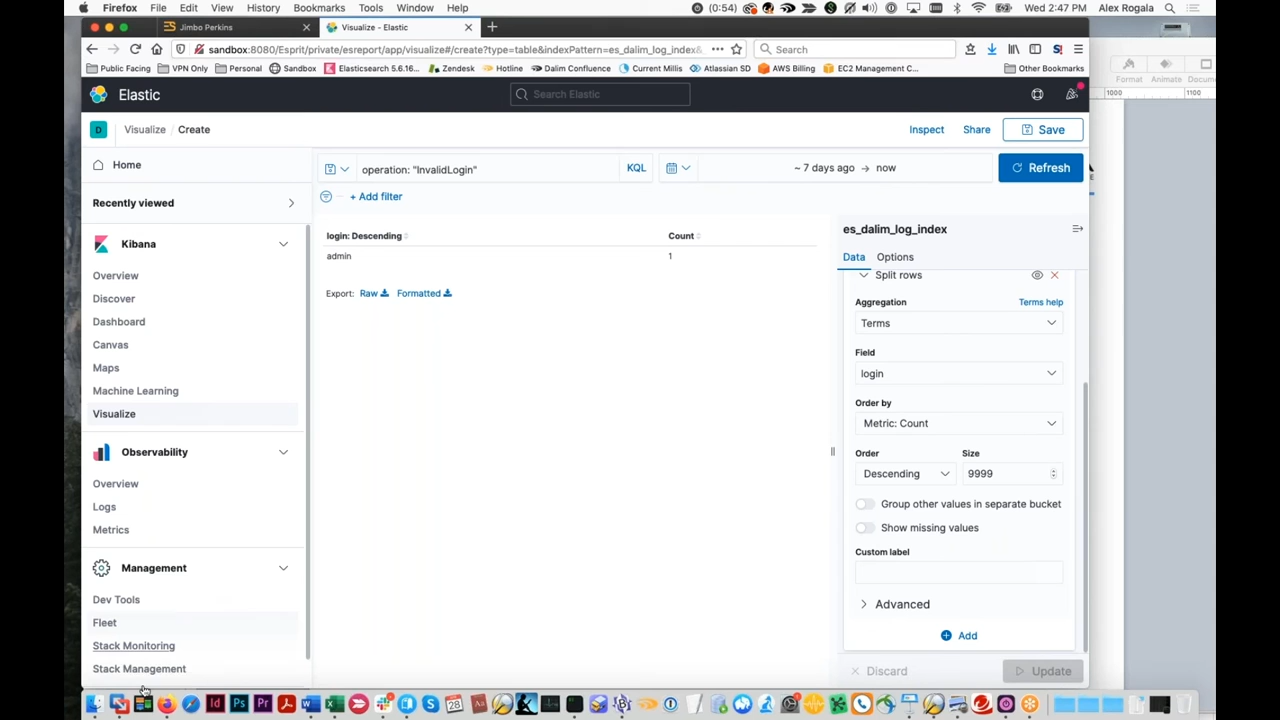 Firefox File Edit View History Bookmarks Tools Window Help (0:54) Wed 2:47 PM Alex Rogala
Jimbo Perkins Visualize - Elastic
sandbox:8080/Esprit/private/esreport/app/visualize#/create?type=table&indexPattern=es_dalim_log_index& Search
Public Facing VPN Only Personal Sandbox Elasticsearch 5.6.16... Zendesk Hotline Dalim Confluence Current Millis Atlassian SD AWS Billing EC2 Management C... Other Bookmarks
Format Animate Docum
1000 1100
Elastic Search Elastic
D Visualize / Create Inspect Share Save
Home
operation: "InvalidLogin" KQL ~ 7 days ago → now Refresh
+ Add filter
Recently viewed
Kibana
Overview
Discover
Dashboard
Canvas
Maps
Machine Learning
Visualize
Observability
Overview
Logs
Metrics
Management
Dev Tools
Fleet
Stack Monitoring
Stack Management
login: Descending Count
admin 1
Export: Raw Formatted
es_dalim_log_index
Data Options
Split rows
Aggregation Terms help
Terms
Field
login
Order by
Metric: Count
Order Size
Descending 9999
Group other values in separate bucket
Show missing values
Custom label
Advanced
Add
Discard Update